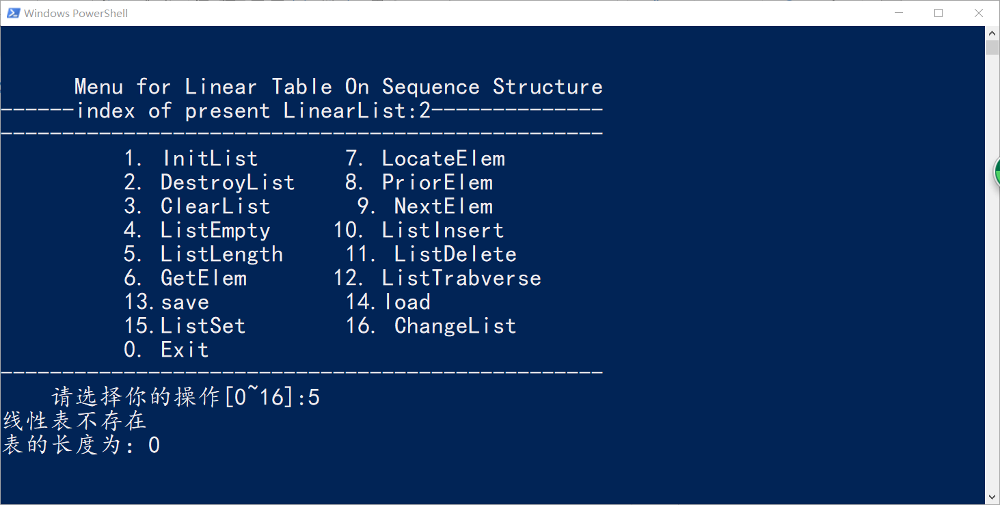 Windows PowerShell
Menu for Linear Table On Sequence Structure
------index of present LinearList:2--------------
-------------------------------------------------
1. InitList 7. LocateElem
2. DestroyList 8. PriorElem
3. ClearList 9. NextElem
4. ListEmpty 10. ListInsert
5. ListLength 11. ListDelete
6. GetElem 12. ListTrabverse
13.save 14.load
15.ListSet 16. ChangeList
0. Exit
-------------------------------------------------
请选择你的操作[0~16]:5
线性表不存在
表的长度为：0